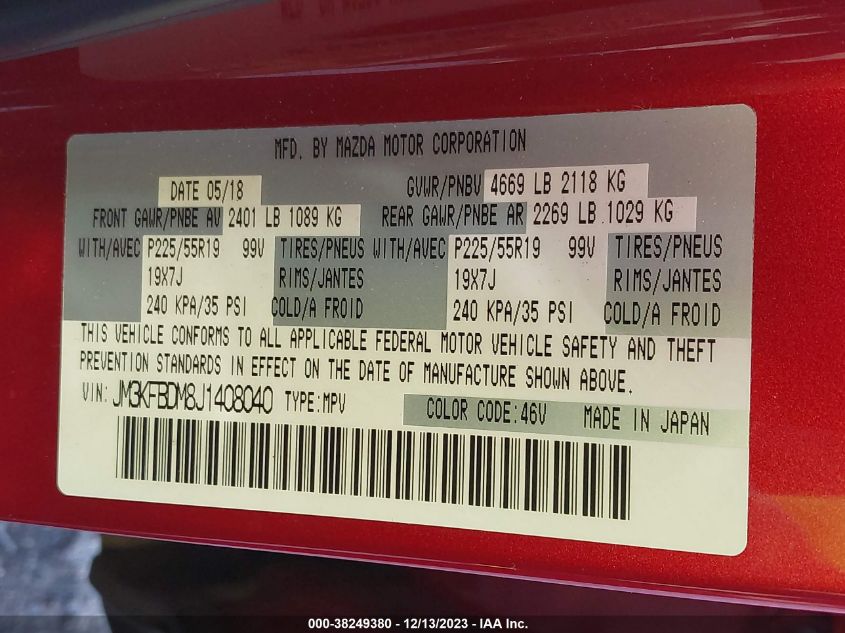 MFD. BY MAZDA MOTOR CORPORATION
DATE 05/18 GVWR/PNBV 4669 LB 2118 KG
FRONT GAWR/PNBE AV 2401 LB 1089 KG REAR GAWR/PNBE AR 2269 LB 1029 KG
WITH/AVEC P225/55R19 99V TIRES/PNEUS WITH/AVEC P225/55R19 99V TIRES/PNEUS
19X7J RIMS/JANTES 19X7J RIMS/JANTES
240 KPA/35 PSI COLD/A FROID 240 KPA/35 PSI COLD/A FROID
THIS VEHICLE CONFORMS TO ALL APPLICABLE FEDERAL MOTOR VEHICLE SAFETY AND THEFT
PREVENTION STANDARDS IN EFFECT ON THE DATE OF MANUFACTURE SHOWN ABOVE.
VIN: JM3KFBDM8J1408040 TYPE:MPV COLOR CODE:46V MADE IN JAPAN
000-38249380 - 12/13/2023 - IAA Inc.